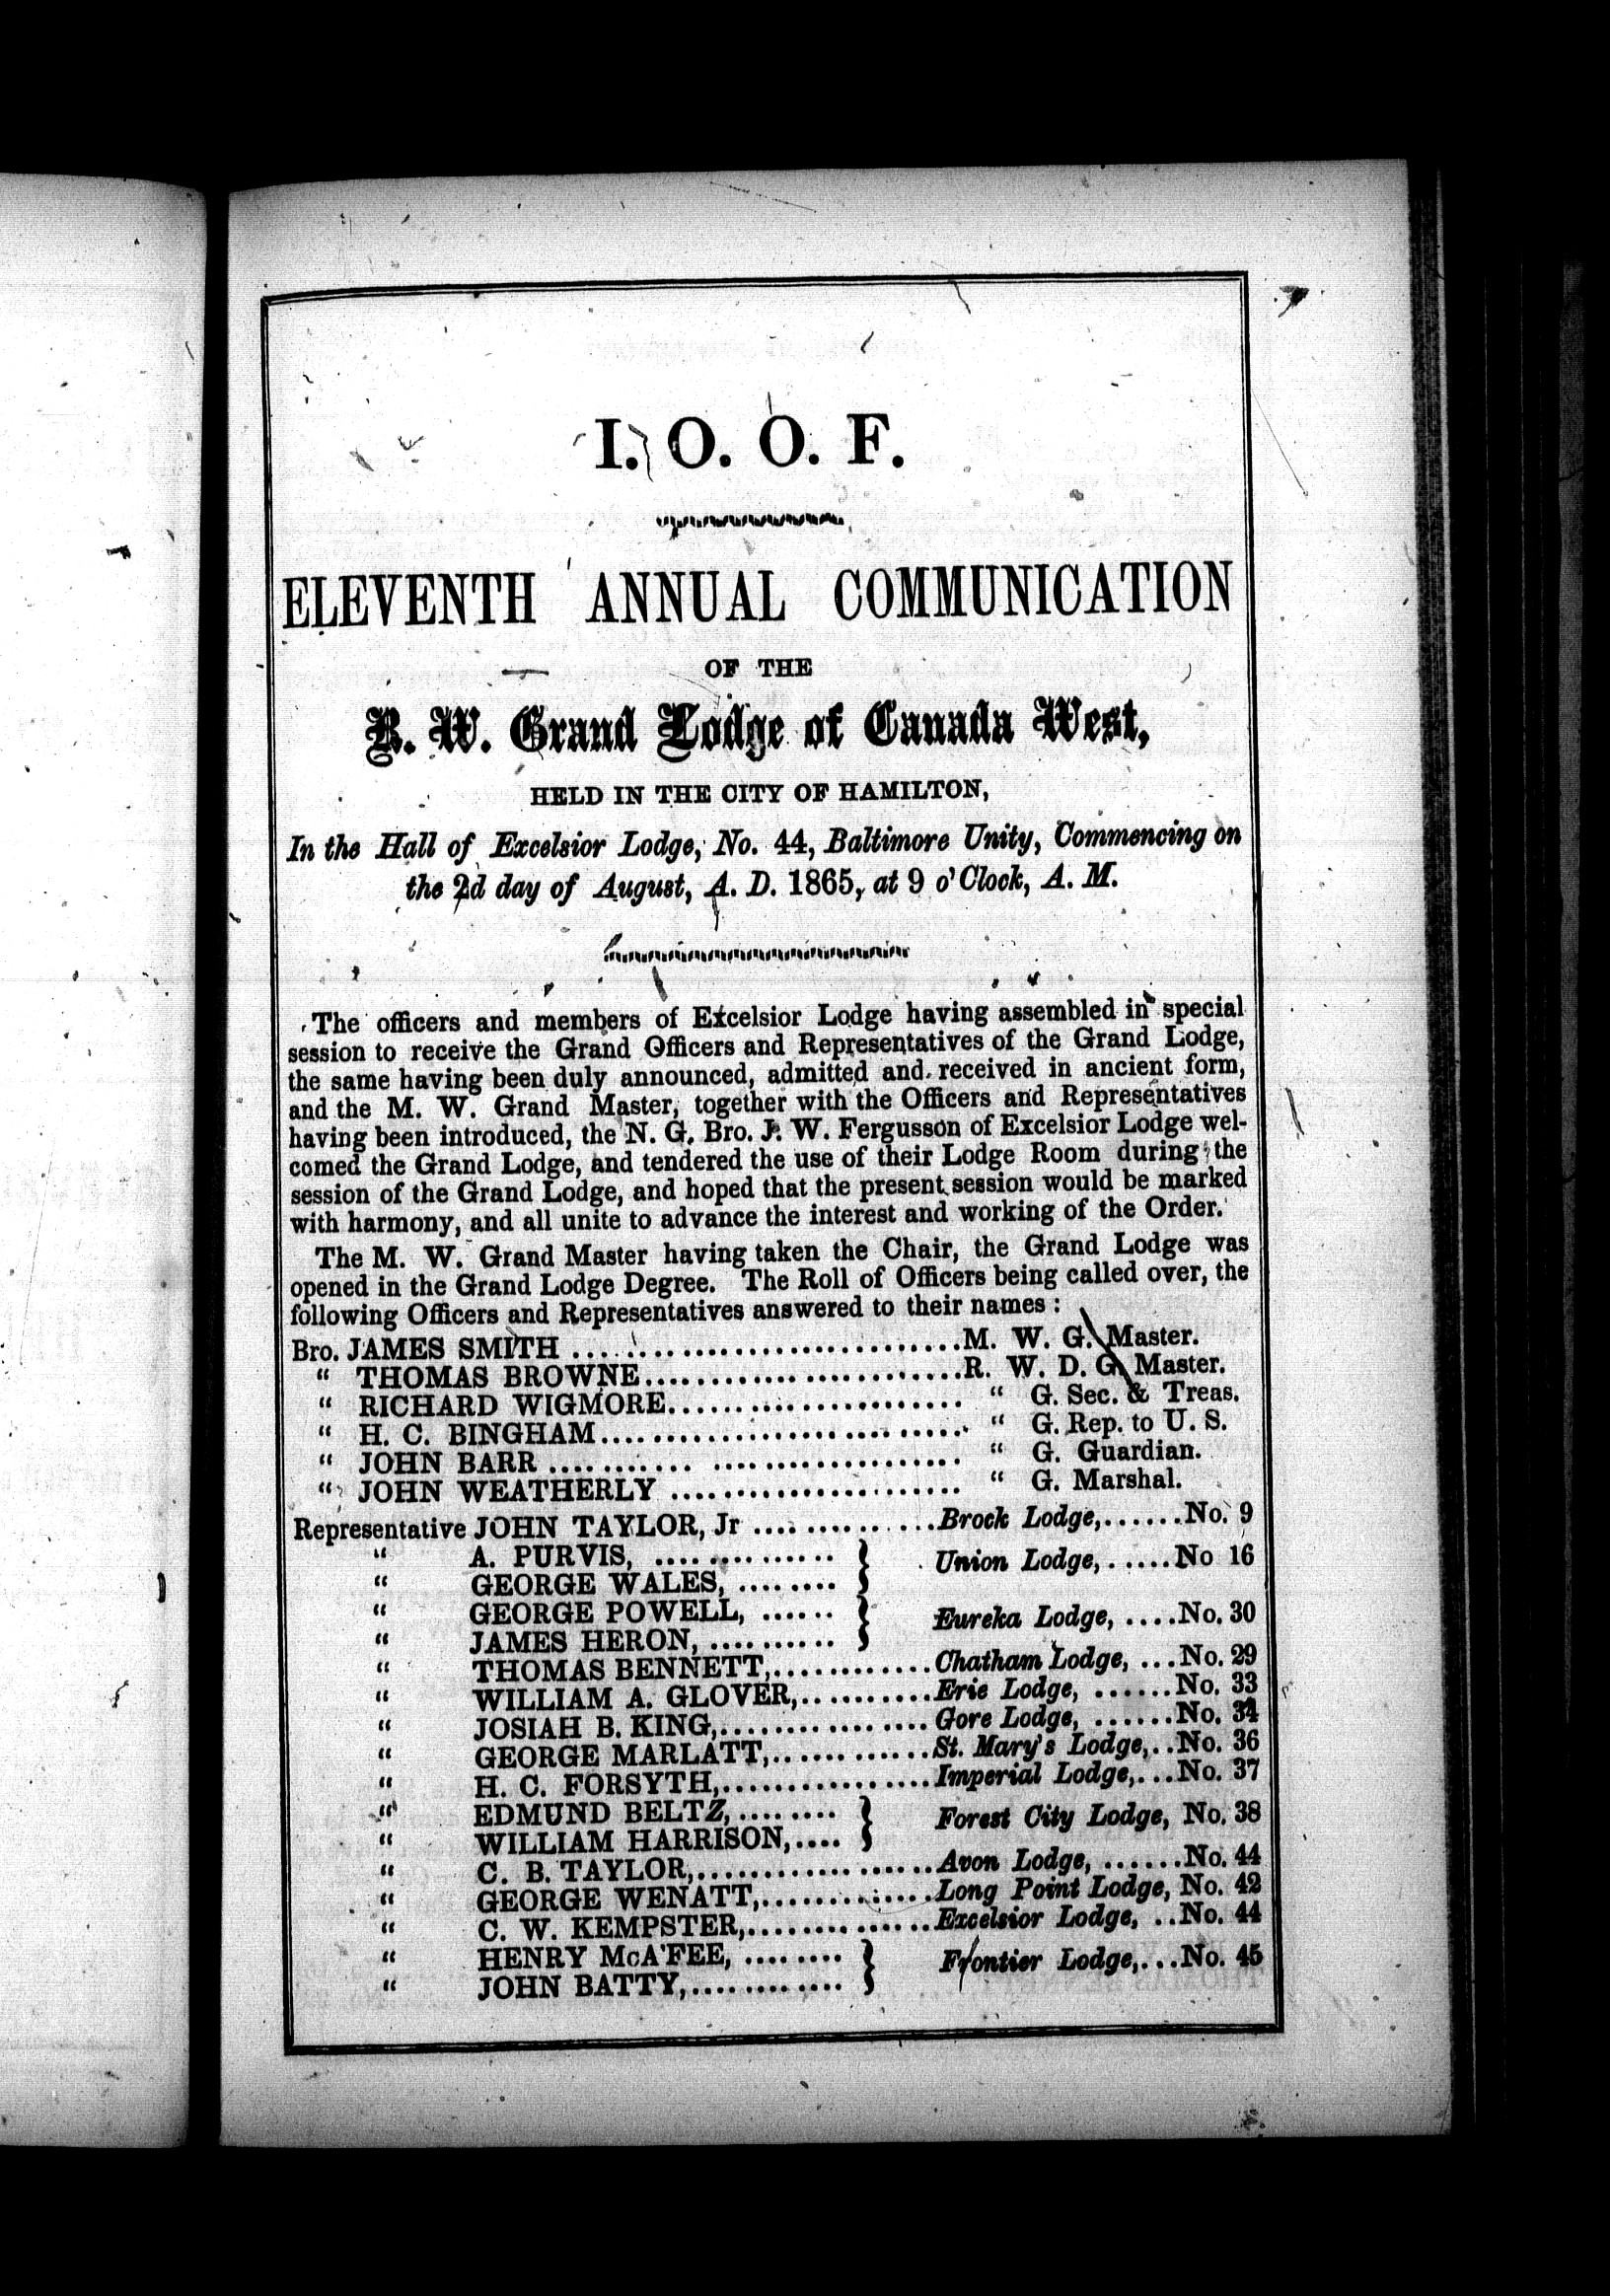 I. O. O. F.
ELEVENTH ANNUAL COMMUNICATION
OF THE
R. W. Grand Lodge of Canada West,
HELD IN THE CITY OF HAMILTON,
In the Hall of Excelsior Lodge, No. 44, Baltimore Unity, Commencing on
the 2d day of August, A. D. 1865, at 9 o'Clock, A. M.
The officers and members of Excelsior Lodge having assembled in special
session to receive the Grand Officers and Representatives of the Grand Lodge,
the same having been duly announced, admitted and received in ancient form,
and the M. W. Grand Master, together with the Officers and Representatives
having been introduced, the N. G. Bro. J. W. Fergusson of Excelsior Lodge wel-
comed the Grand Lodge, and tendered the use of their Lodge Room during the
session of the Grand Lodge, and hoped that the present session would be marked
with harmony, and all unite to advance the interest and working of the Order.
The M. W. Grand Master having taken the Chair, the Grand Lodge was
opened in the Grand Lodge Degree. The Roll of Officers being called over, the
following Officers and Representatives answered to their names :
Bro. JAMES SMITH ........ M. W. G. Master.
" THOMAS BROWNE........ R. W. D. G. Master.
" RICHARD WIGMORE........ " G. Sec. & Treas.
" H. C. BINGHAM........ " G. Rep. to U. S.
" JOHN BARR ........ " G. Guardian.
" JOHN WEATHERLY ........ " G. Marshal.
Representative JOHN TAYLOR, Jr ........ Brock Lodge,......No. 9
" A. PURVIS, ........ } Union Lodge,......No 16
" GEORGE WALES, ........ }
" GEORGE POWELL, ...... } Eureka Lodge, ....No. 30
" JAMES HERON, ........ }
" THOMAS BENNETT,........ Chatham Lodge, ...No. 29
" WILLIAM A. GLOVER,........ Erie Lodge, ......No. 33
" JOSIAH B. KING,........ Gore Lodge, ......No. 34
" GEORGE MARLATT,........ St. Mary's Lodge,..No. 36
" H. C. FORSYTH,........ Imperial Lodge,...No. 37
" EDMUND BELTZ,........ } Forest City Lodge, No. 38
" WILLIAM HARRISON,.... }
" C. B. TAYLOR,........ Avon Lodge, ......No. 44
" GEORGE WENATT,........ Long Point Lodge, No. 42
" C. W. KEMPSTER,........ Excelsior Lodge, ..No. 44
" HENRY McA'FEE, ........ } Frontier Lodge,...No. 45
" JOHN BATTY,........ }